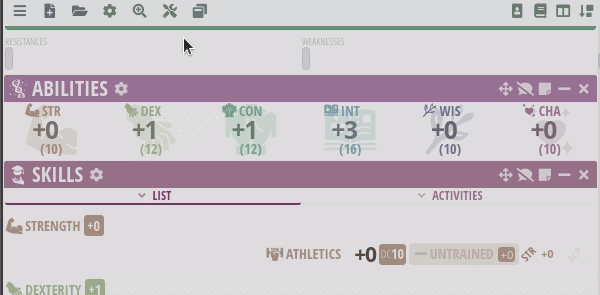 RESISTANCES WEAKNESSES
ABILITIES
STR DEX CON INT WIS CHA
+0 +1 +1 +3 +0 +0
(10) (12) (12) (16) (10) (10)
SKILLS
LIST ACTIVITIES
STRENGTH +0
ATHLETICS +0 DC10 — UNTRAINED +0 STR +0
DEXTERITY +1